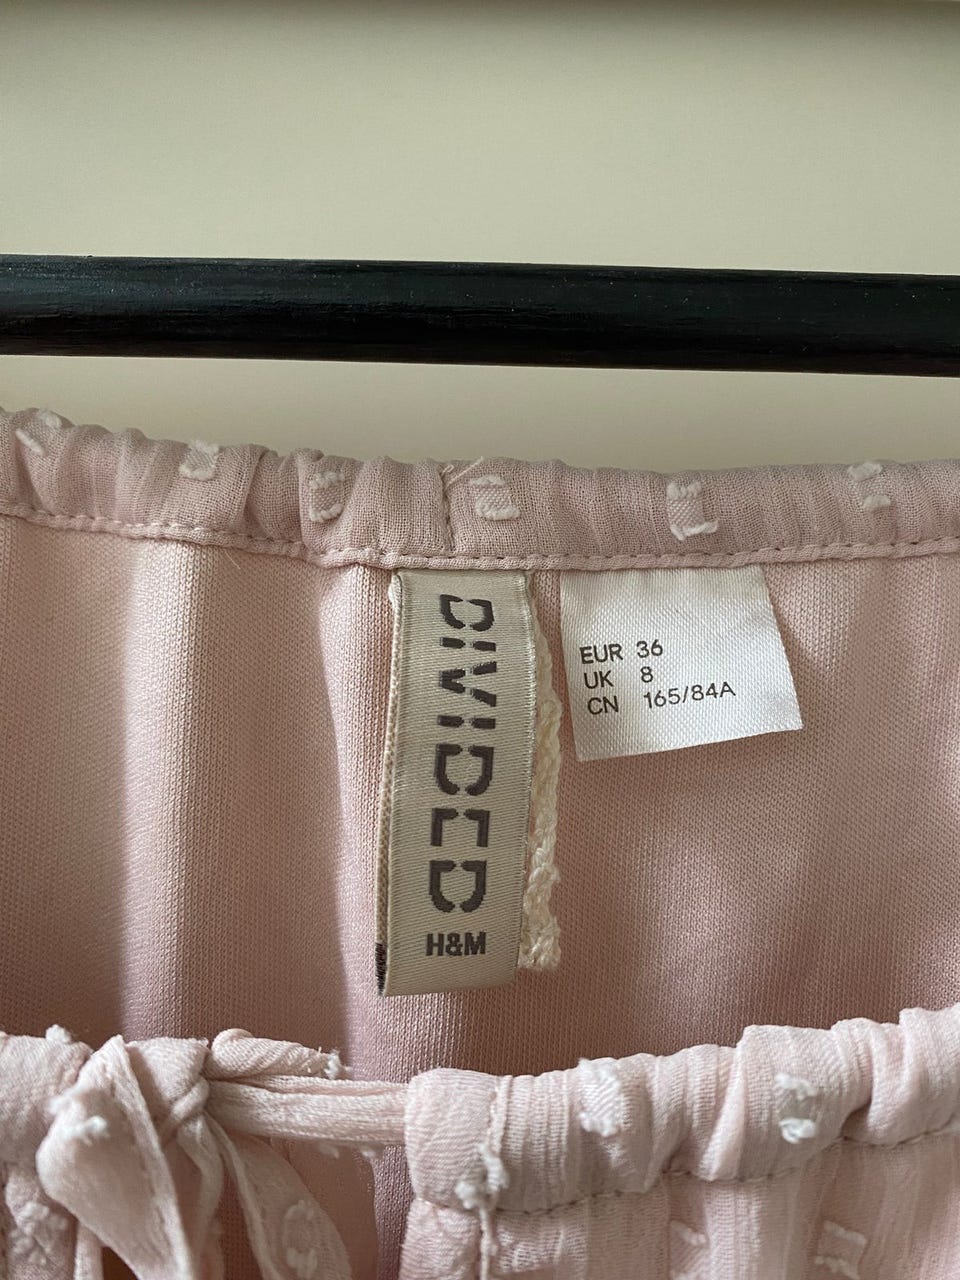 DIVIDED
H&M
EUR 36
UK 8
CN 165/84A